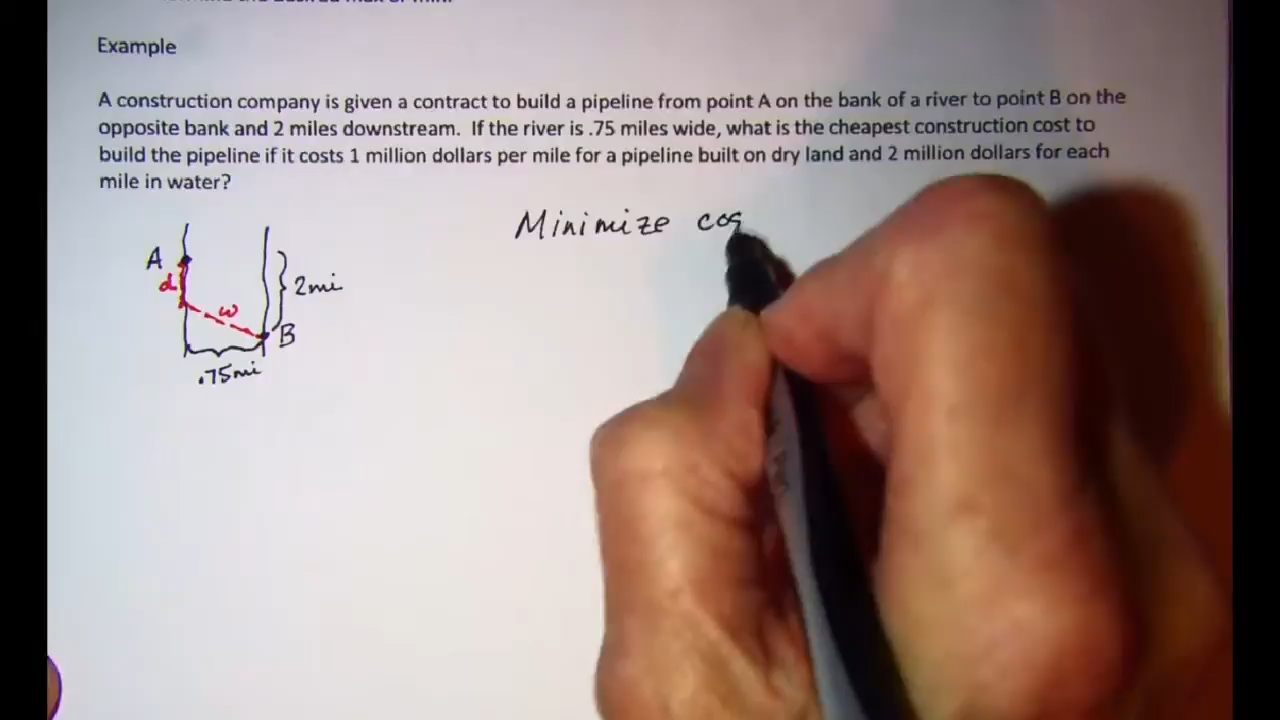 Example
A construction company is given a contract to build a pipeline from point A on the bank of a river to point B on the
opposite bank and 2 miles downstream. If the river is .75 miles wide, what is the cheapest construction cost to
build the pipeline if it costs 1 million dollars per mile for a pipeline built on dry land and 2 million dollars for each
mile in water?
Minimize cos
A
d
2mi
w
B
.75mi